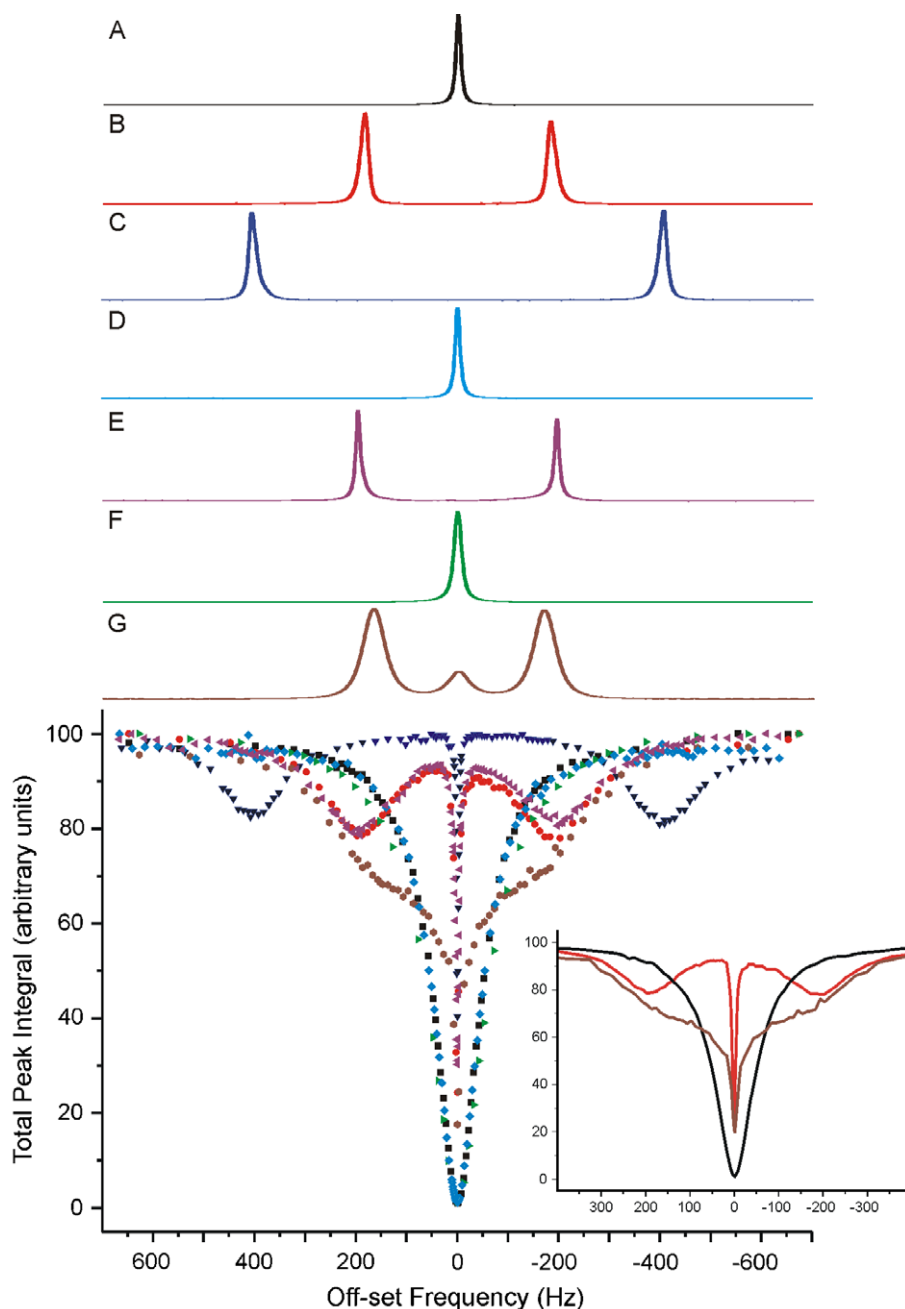 A
B
C
D
E
F
G
100
80
60
40
20
0
Total Peak Integral (arbitrary units)
600 400 200 0 -200 -400 -600
Off-set Frequency (Hz)
100
80
60
40
20
0
300 200 100 0 -100 -200 -300